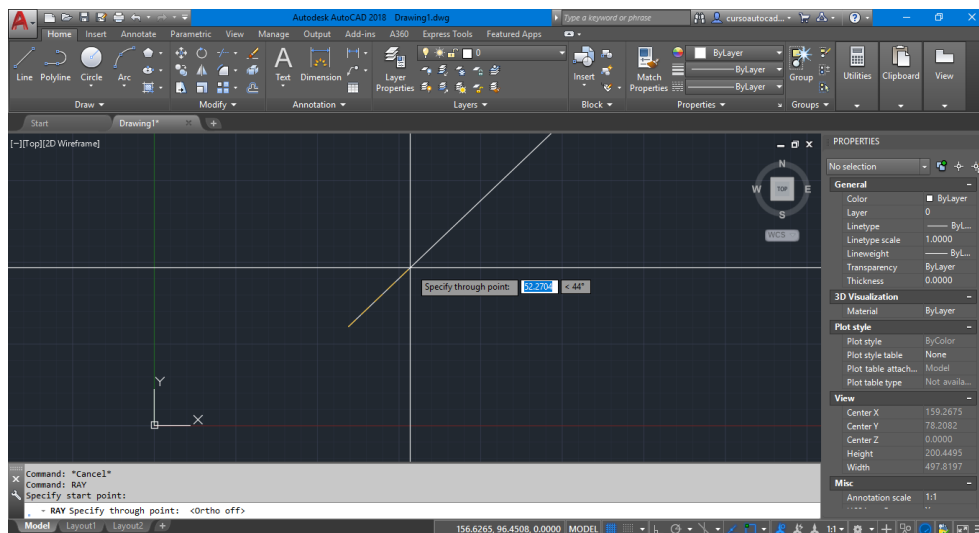 Autodesk AutoCAD 2018 Drawing1.dwg
Type a keyword or phrase
cursoautocad...
Home Insert Annotate Parametric View Manage Output Add-ins A360 Express Tools Featured Apps
0
ByLayer
ByLayer
ByLayer
Line Polyline Circle Arc
Text Dimension
Layer Properties
Insert
Match Properties
Group
Utilities
Clipboard
View
Draw
Modify
Annotation
Layers
Block
Properties
Groups
Start
Drawing1*
[−][Top][2D Wireframe]
N
W TOP E
S
WCS
Specify through point: 52.2704 < 44°
Y
X
PROPERTIES
No selection
General
Color ByLayer
Layer 0
Linetype ByL...
Linetype scale 1.0000
Lineweight ByL...
Transparency ByLayer
Thickness 0.0000
3D Visualization
Material ByLayer
Plot style
Plot style ByColor
Plot style table None
Plot table attach... Model
Plot table type Not availa...
View
Center X 159.2675
Center Y 78.2082
Center Z 0.0000
Height 200.4495
Width 497.8197
Misc
Annotation scale 1:1
Command: *Cancel*
Command: RAY
Specify start point:
- RAY Specify through point: <Ortho off>
Model Layout1 Layout2 +
156.6265, 96.4508, 0.0000 MODEL
1:1